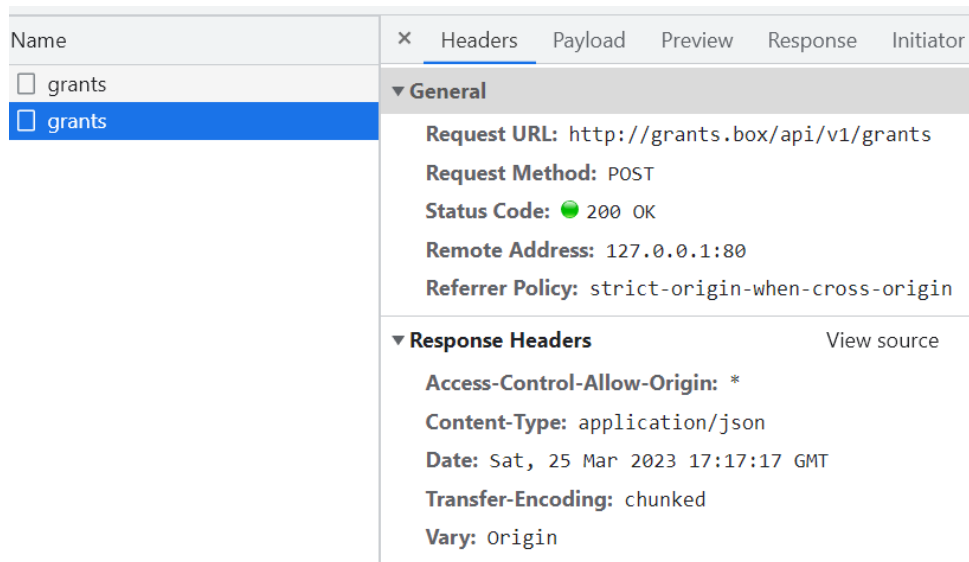 Name
× Headers Payload Preview Response Initiator
grants
grants
General
Request URL: http://grants.box/api/v1/grants
Request Method: POST
Status Code: 200 OK
Remote Address: 127.0.0.1:80
Referrer Policy: strict-origin-when-cross-origin
Response Headers View source
Access-Control-Allow-Origin: *
Content-Type: application/json
Date: Sat, 25 Mar 2023 17:17:17 GMT
Transfer-Encoding: chunked
Vary: Origin